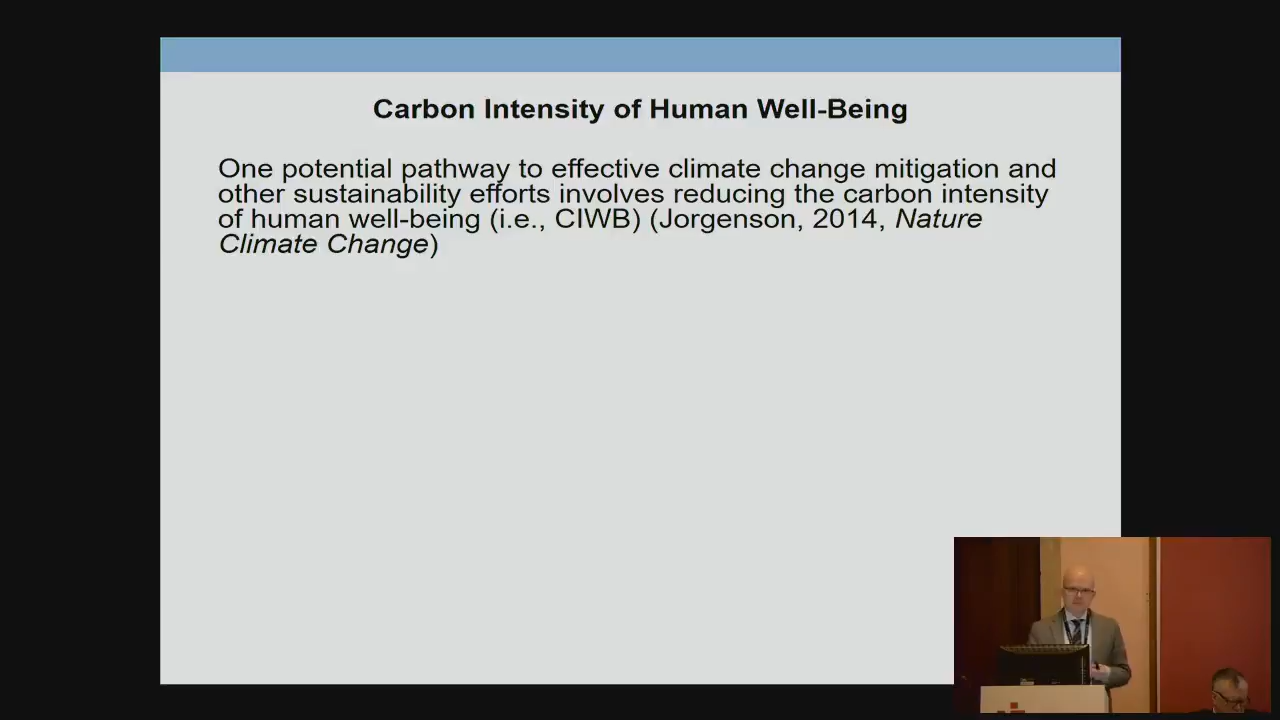 Carbon Intensity of Human Well-Being
One potential pathway to effective climate change mitigation and
other sustainability efforts involves reducing the carbon intensity
of human well-being (i.e., CIWB) (Jorgenson, 2014, Nature
Climate Change)